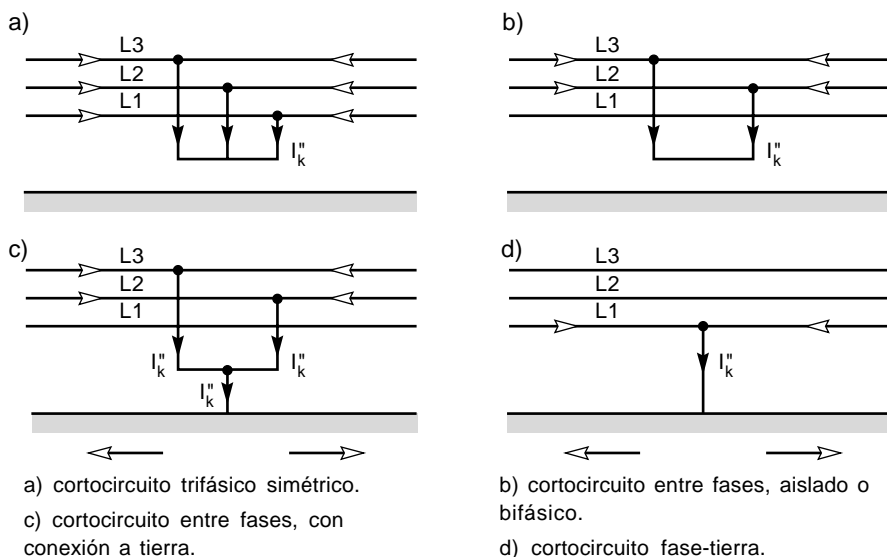 a)
L3
L2
L1
I"k
b)
L3
L2
L1
I"k
c)
L3
L2
L1
I"k I"k
I"k
d)
L3
L2
L1
I"k
a) cortocircuito trifásico simétrico.
b) cortocircuito entre fases, aislado o
bifásico.
c) cortocircuito entre fases, con
conexión a tierra.
d) cortocircuito fase-tierra.